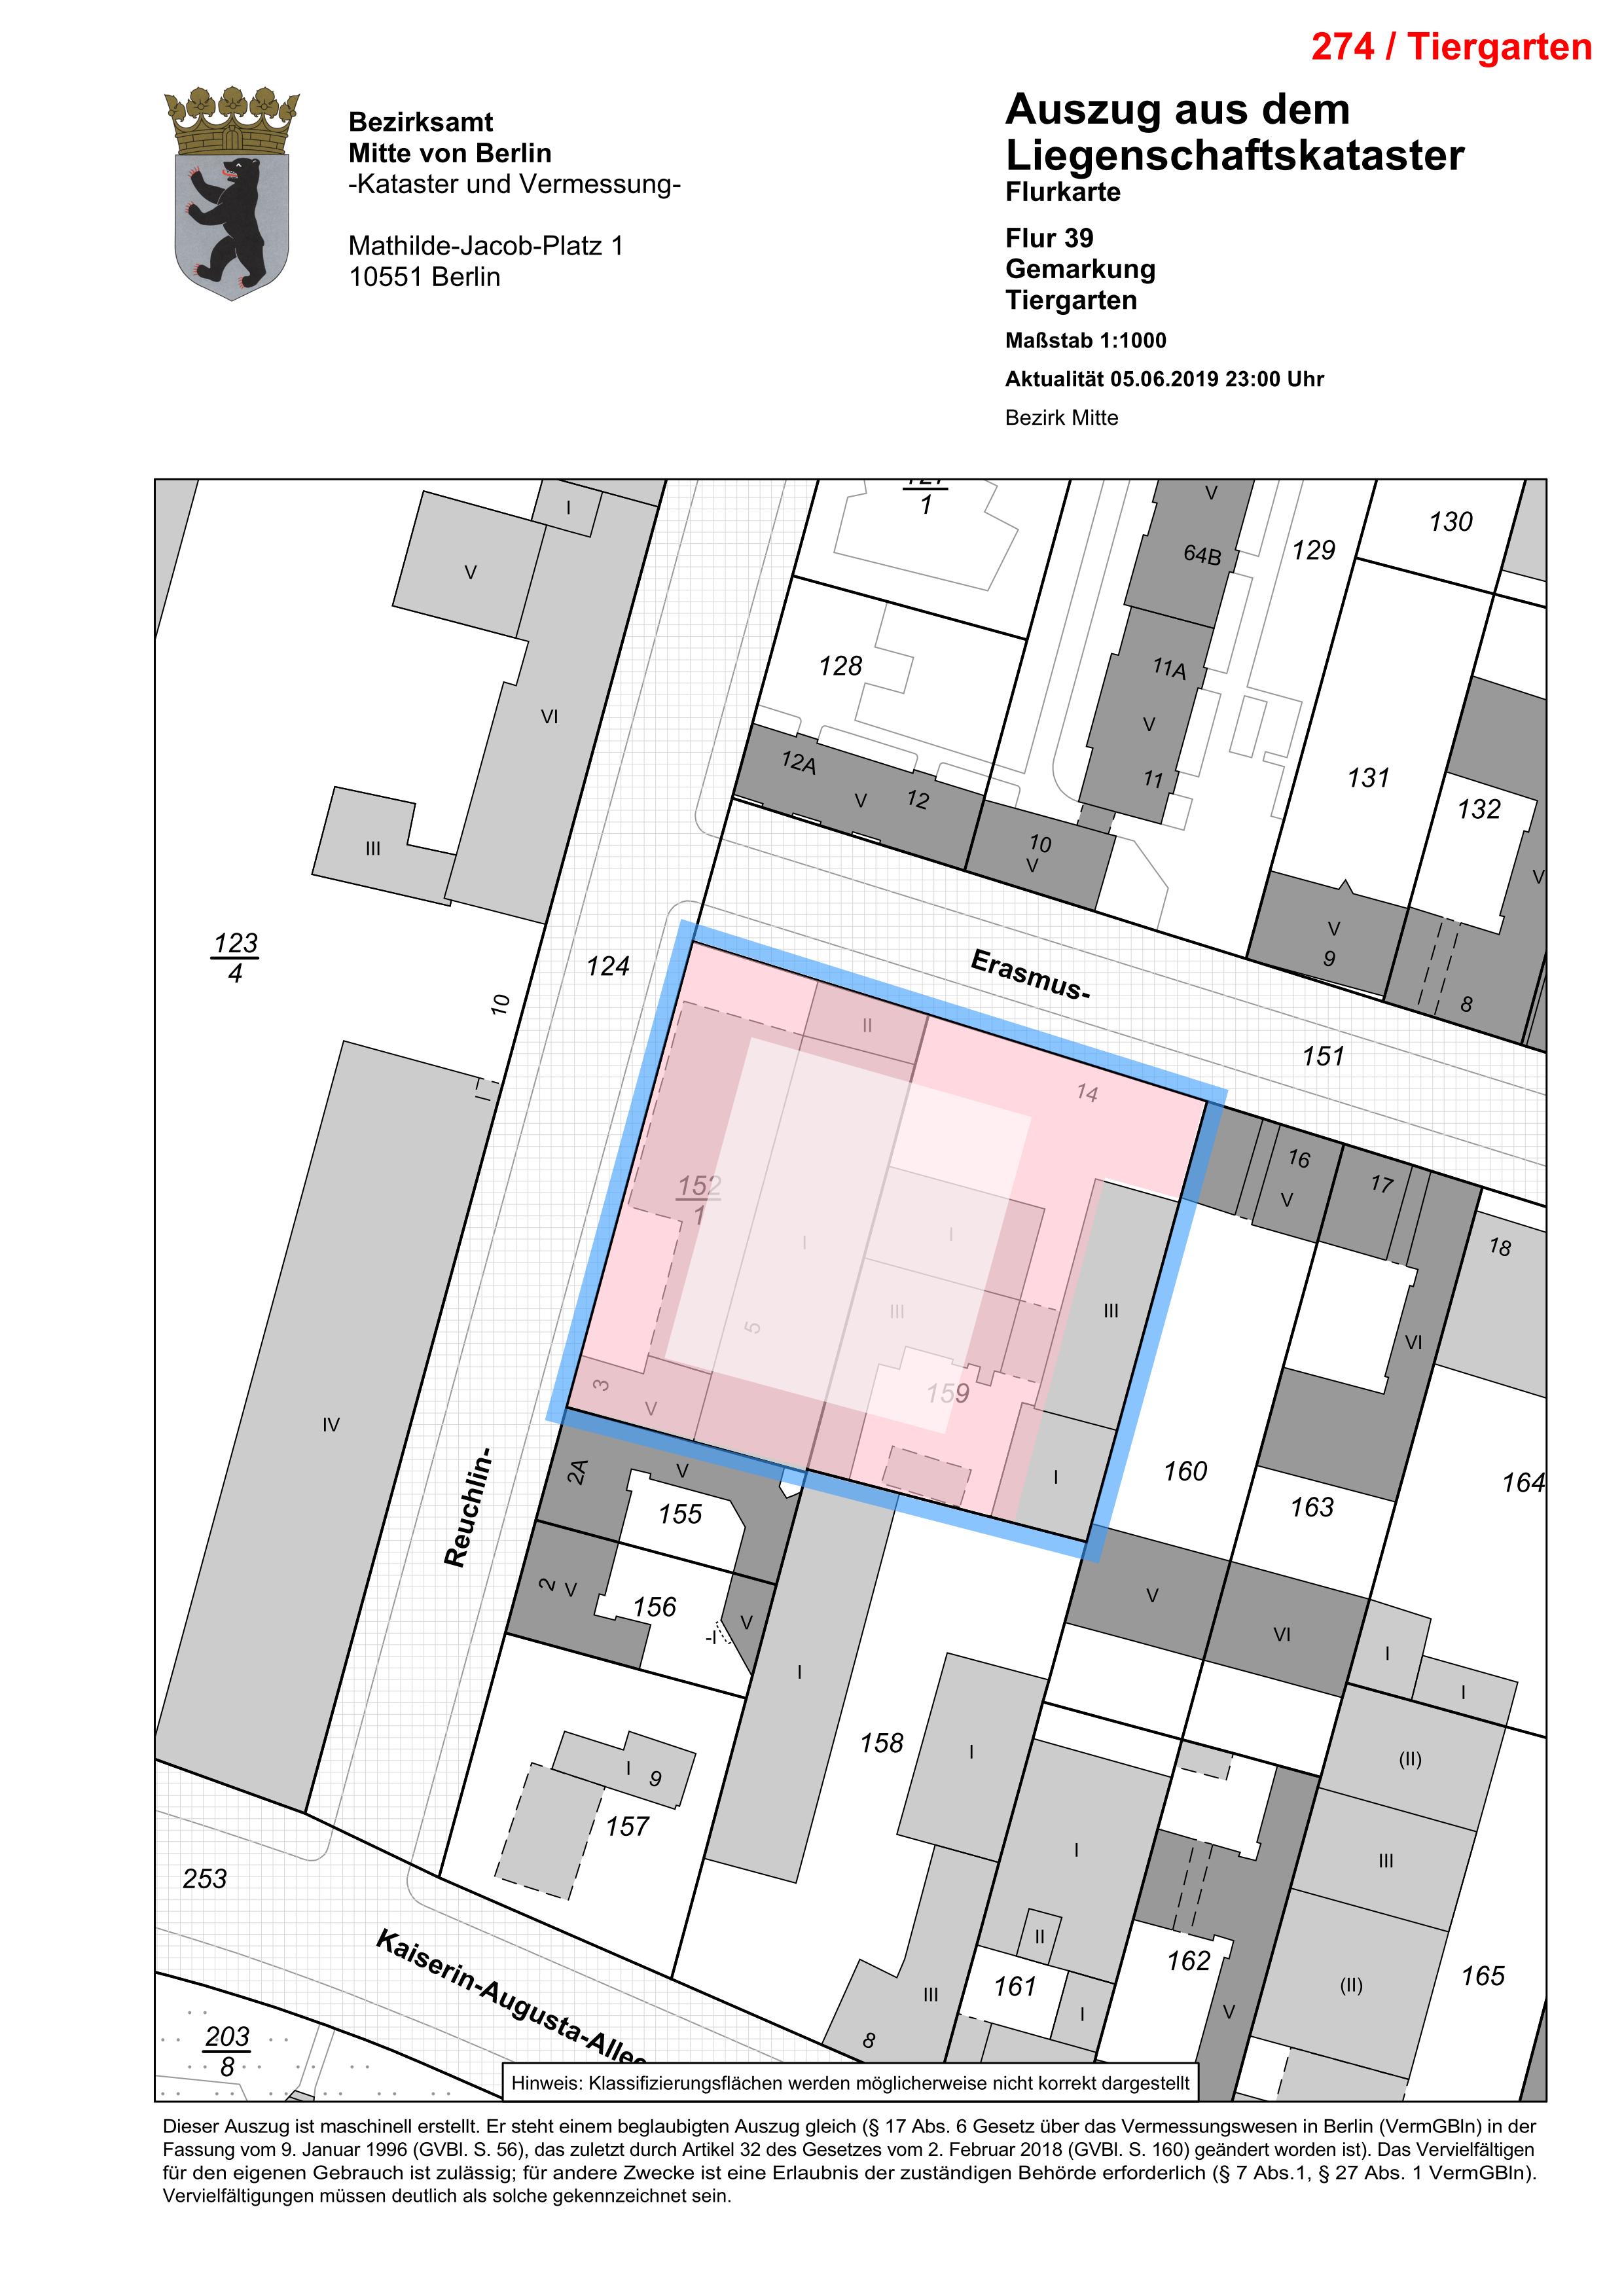 274 / Tiergarten
Bezirksamt
Mitte von Berlin
-Kataster und Vermessung-
Mathilde-Jacob-Platz 1
10551 Berlin
Auszug aus dem
Liegenschaftskataster
Flurkarte
Flur 39
Gemarkung
Tiergarten
Maßstab 1:1000
Aktualität 05.06.2019 23:00 Uhr
Bezirk Mitte
I
V
VI
III
123
4
10
124
IV
1
128
12A
V
12
10
V
V
64B
11A
V
11
129
130
131
132
V
V
9
8
Erasmus-
151
II
14
152
1
I
I
5
III
III
159
3
V
I
16
V
17
18
VI
160
163
164
Reuchlin-
2A
V
155
2
V
156
-I
V
I
158
I
V
VI
I
I
I
9
157
(II)
III
(II)
I
II
161
I
III
8
162
V
165
253
Kaiserin-Augusta-Allee
203
8
Hinweis: Klassifizierungsflächen werden möglicherweise nicht korrekt dargestellt
Dieser Auszug ist maschinell erstellt. Er steht einem beglaubigten Auszug gleich (§ 17 Abs. 6 Gesetz über das Vermessungswesen in Berlin (VermGBln) in der
Fassung vom 9. Januar 1996 (GVBl. S. 56), das zuletzt durch Artikel 32 des Gesetzes vom 2. Februar 2018 (GVBl. S. 160) geändert worden ist). Das Vervielfältigen
für den eigenen Gebrauch ist zulässig; für andere Zwecke ist eine Erlaubnis der zuständigen Behörde erforderlich (§ 7 Abs.1, § 27 Abs. 1 VermGBln).
Vervielfältigungen müssen deutlich als solche gekennzeichnet sein.